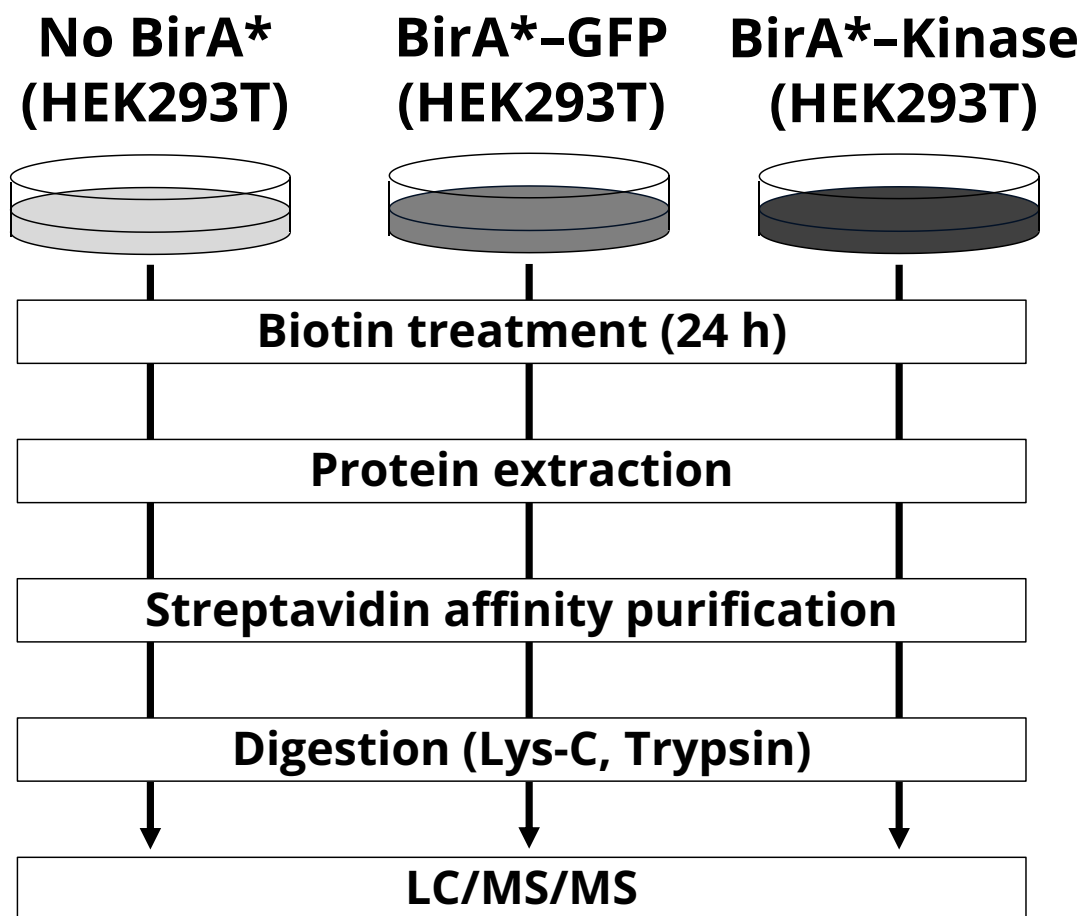 No BirA*
(HEK293T)
BirA*–GFP
(HEK293T)
BirA*–Kinase
(HEK293T)
Biotin treatment (24 h)
Protein extraction
Streptavidin affinity purification
Digestion (Lys-C, Trypsin)
LC/MS/MS